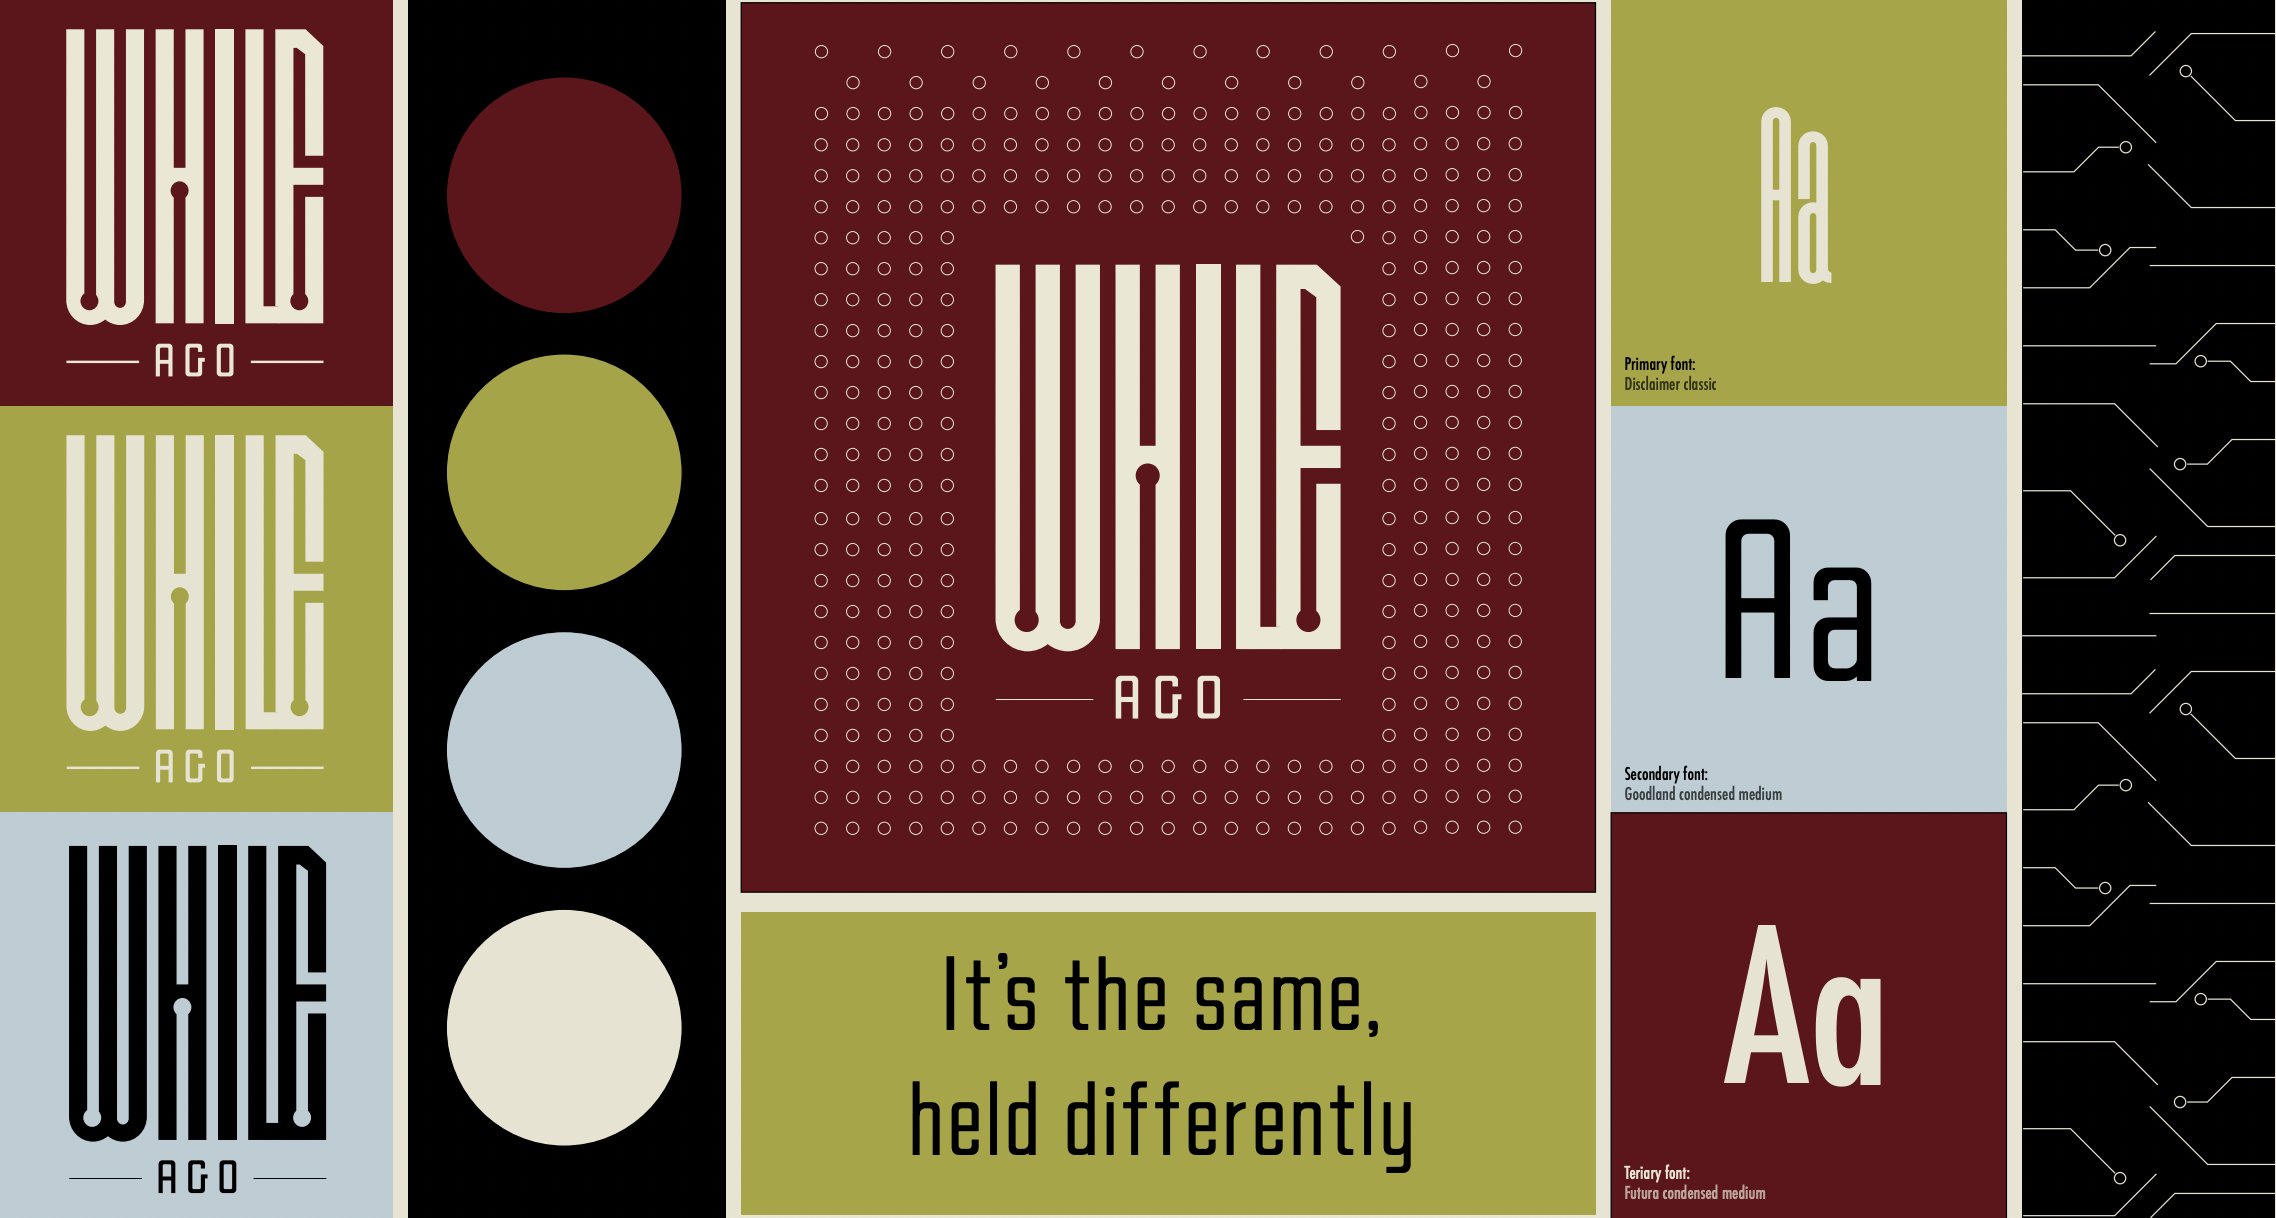 WHILE
AGO
WHILE
AGO
WHILE
AGO
WHILE
AGO
It's the same,
held differently
Aa
Primary font:
Disclaimer classic
Aa
Secondary font:
Goodland condensed medium
Aa
Teriary font:
Futura condensed medium